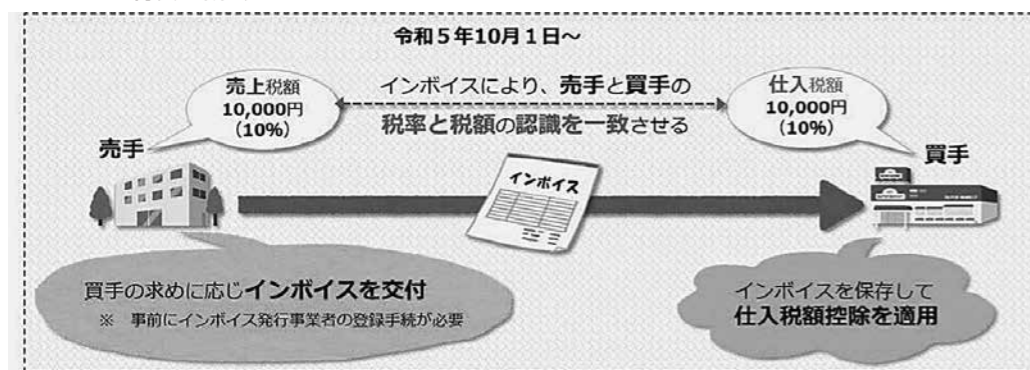 令和5年10月1日~
売上税額
10,000円
(10%)
インボイスにより、売手と買手の
税率と税額の認識を一致させる
仕入税額
10,000円
(10%)
売手
買手
インボイス
買手の求めに応じインボイスを交付
※ 事前にインボイス発行事業者の登録手続が必要
インボイスを保存して
仕入税額控除を適用